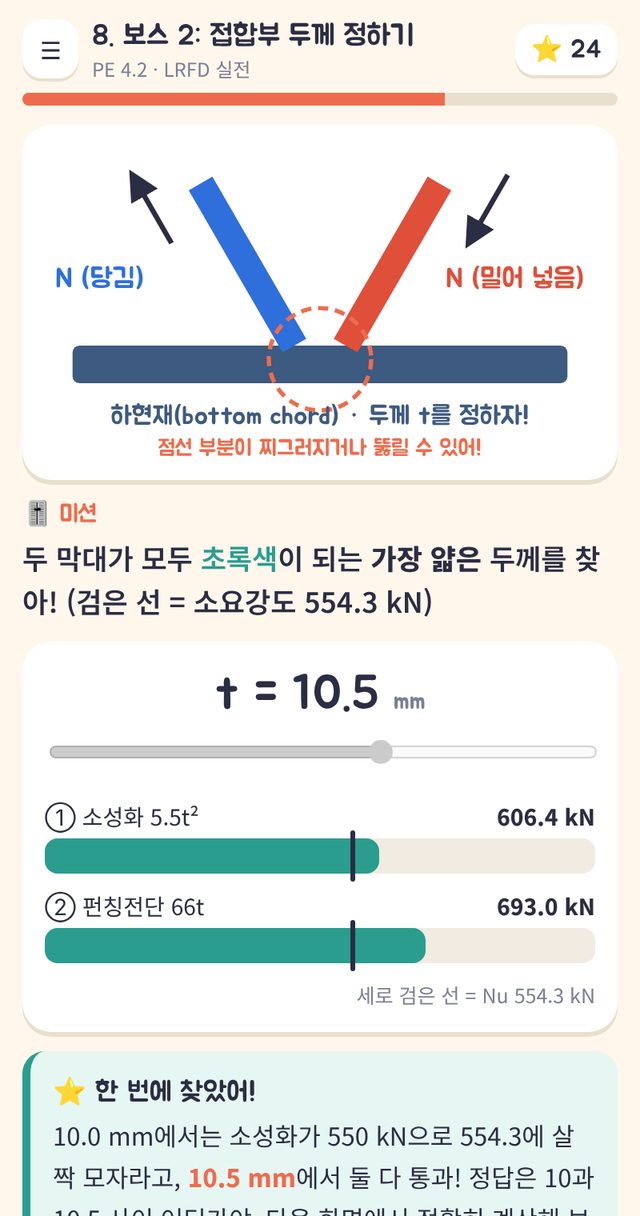 ☰
8. 보스 2: 접합부 두께 정하기
PE 4.2 · LRFD 실전
⭐ 24
N (당김)
N (밀어 넣음)
하현재(bottom chord) · 두께 t를 정하자!
점선 부분이 찌그러지거나 뚫릴 수 있어!
🎚 미션
두 막대가 모두 초록색이 되는 가장 얇은 두께를 찾
아! (검은 선 = 소요강도 554.3 kN)
t = 10.5 mm
① 소성화 5.5t² 606.4 kN
② 펀칭전단 66t 693.0 kN
세로 검은 선 = Nu 554.3 kN
⭐ 한 번에 찾았어!
10.0 mm에서는 소성화가 550 kN으로 554.3에 살
짝 모자라고, 10.5 mm에서 둘 다 통과! 정답은 10과